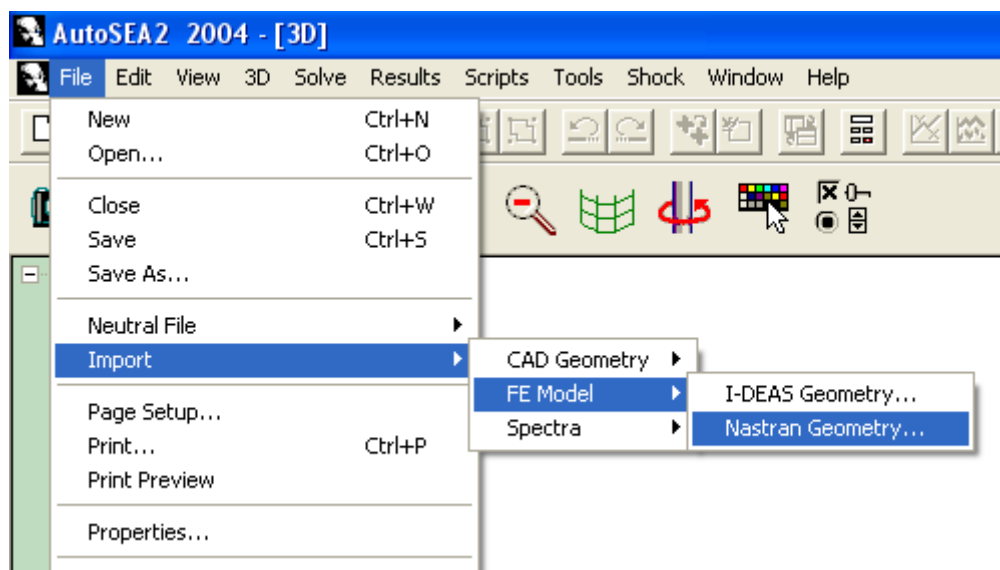 AutoSEA2 2004 - [3D]
File Edit View 3D Solve Results Scripts Tools Shock Window Help
New Ctrl+N
Open... Ctrl+O
Close Ctrl+W
Save Ctrl+S
Save As...
Neutral File
Import
CAD Geometry
FE Model
I-DEAS Geometry...
Spectra
Nastran Geometry...
Page Setup...
Print... Ctrl+P
Print Preview
Properties...